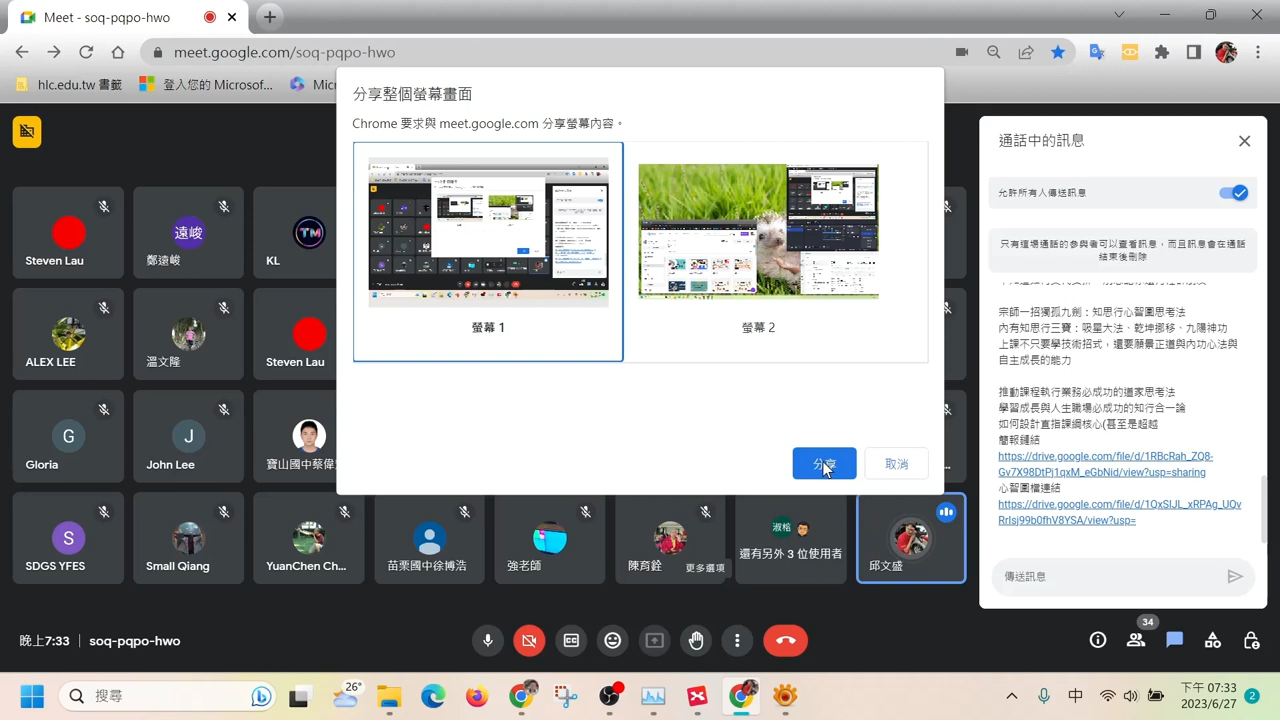 Meet - soq-pqpo-hwo
meet.google.com/soq-pqpo-hwo
hlc.edu.tw 書籤
登入您的 Microsof...
Mic
分享整個螢幕畫面
Chrome 要求與 meet.google.com 分享螢幕內容。
螢幕 1
螢幕 2
分享
取消
Steven Lau
遠峻
鄭遠峻
TM
KL
ALEX LEE
溫文隆
Steven Lau
G
Gloria
J
John Lee
寶山國中蔡偉
S
SDGS YFES
Small Qiang
YuanChen Ch...
苗栗國中徐博浩
強老師
陳育銓
更多選項
淑榕
還有另外 3 位使用者
邱文盛
通話中的訊息
允許所有人傳送訊息
只有這場通話的參與者可以查看訊息，而且訊息會在通話
結束後刪除
宗師一招獨孤九劍：知思行心智圖思考法
內有知思行三寶：吸星大法、乾坤挪移、九陽神功
上課不只要學技術招式，還要願景正道與內功心法與
自主成長的能力
推動課程執行業務必成功的道家思考法
學習成長與人生職場必成功的知行合一論
如何設計直指課綱核心(甚至是超越
簡報鏈結
https://drive.google.com/file/d/1RBcRah_ZQ8-
Gv7X98DtPj1qxM_eGbNid/view?usp=sharing
心智圖檔連結
https://drive.google.com/file/d/1QxSIJL_xRPAg_UQv
RrIsj99b0fhV8YSA/view?usp=
傳送訊息
晚上7:33
soq-pqpo-hwo
34
搜尋
26°
中
下午 07:33
2023/6/27
2